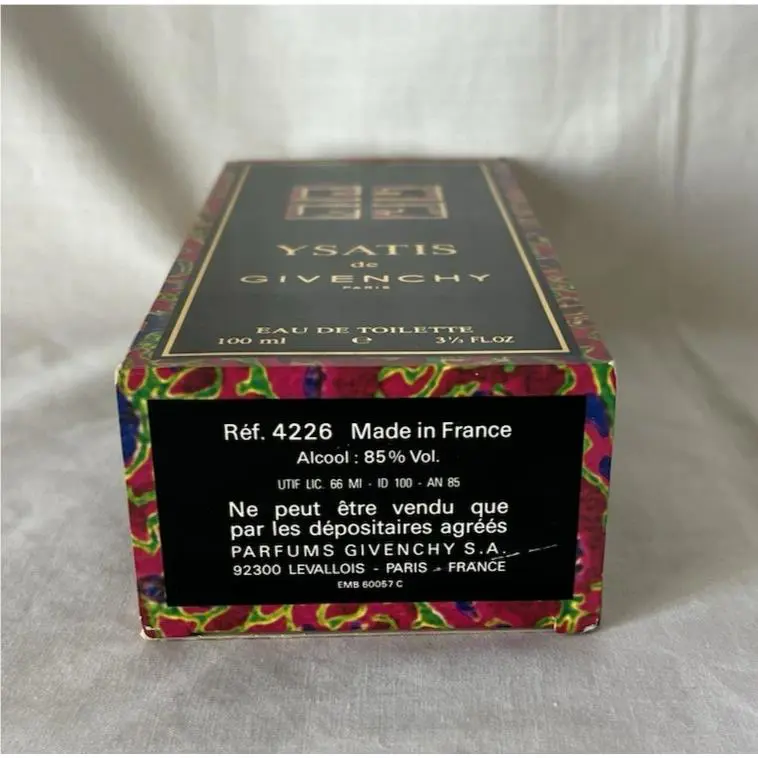 YSATIS
de
GIVENCHY
PARIS
EAU DE TOILETTE
100 ml ℮ 3⅓ FL.OZ
Réf. 4226 Made in France
Alcool : 85% Vol.
UTIF LIC. 66 MI - ID 100 - AN 85
Ne peut être vendu que
par les dépositaires agréés
PARFUMS GIVENCHY S.A.
92300 LEVALLOIS - PARIS - FRANCE
EMB 60057 C